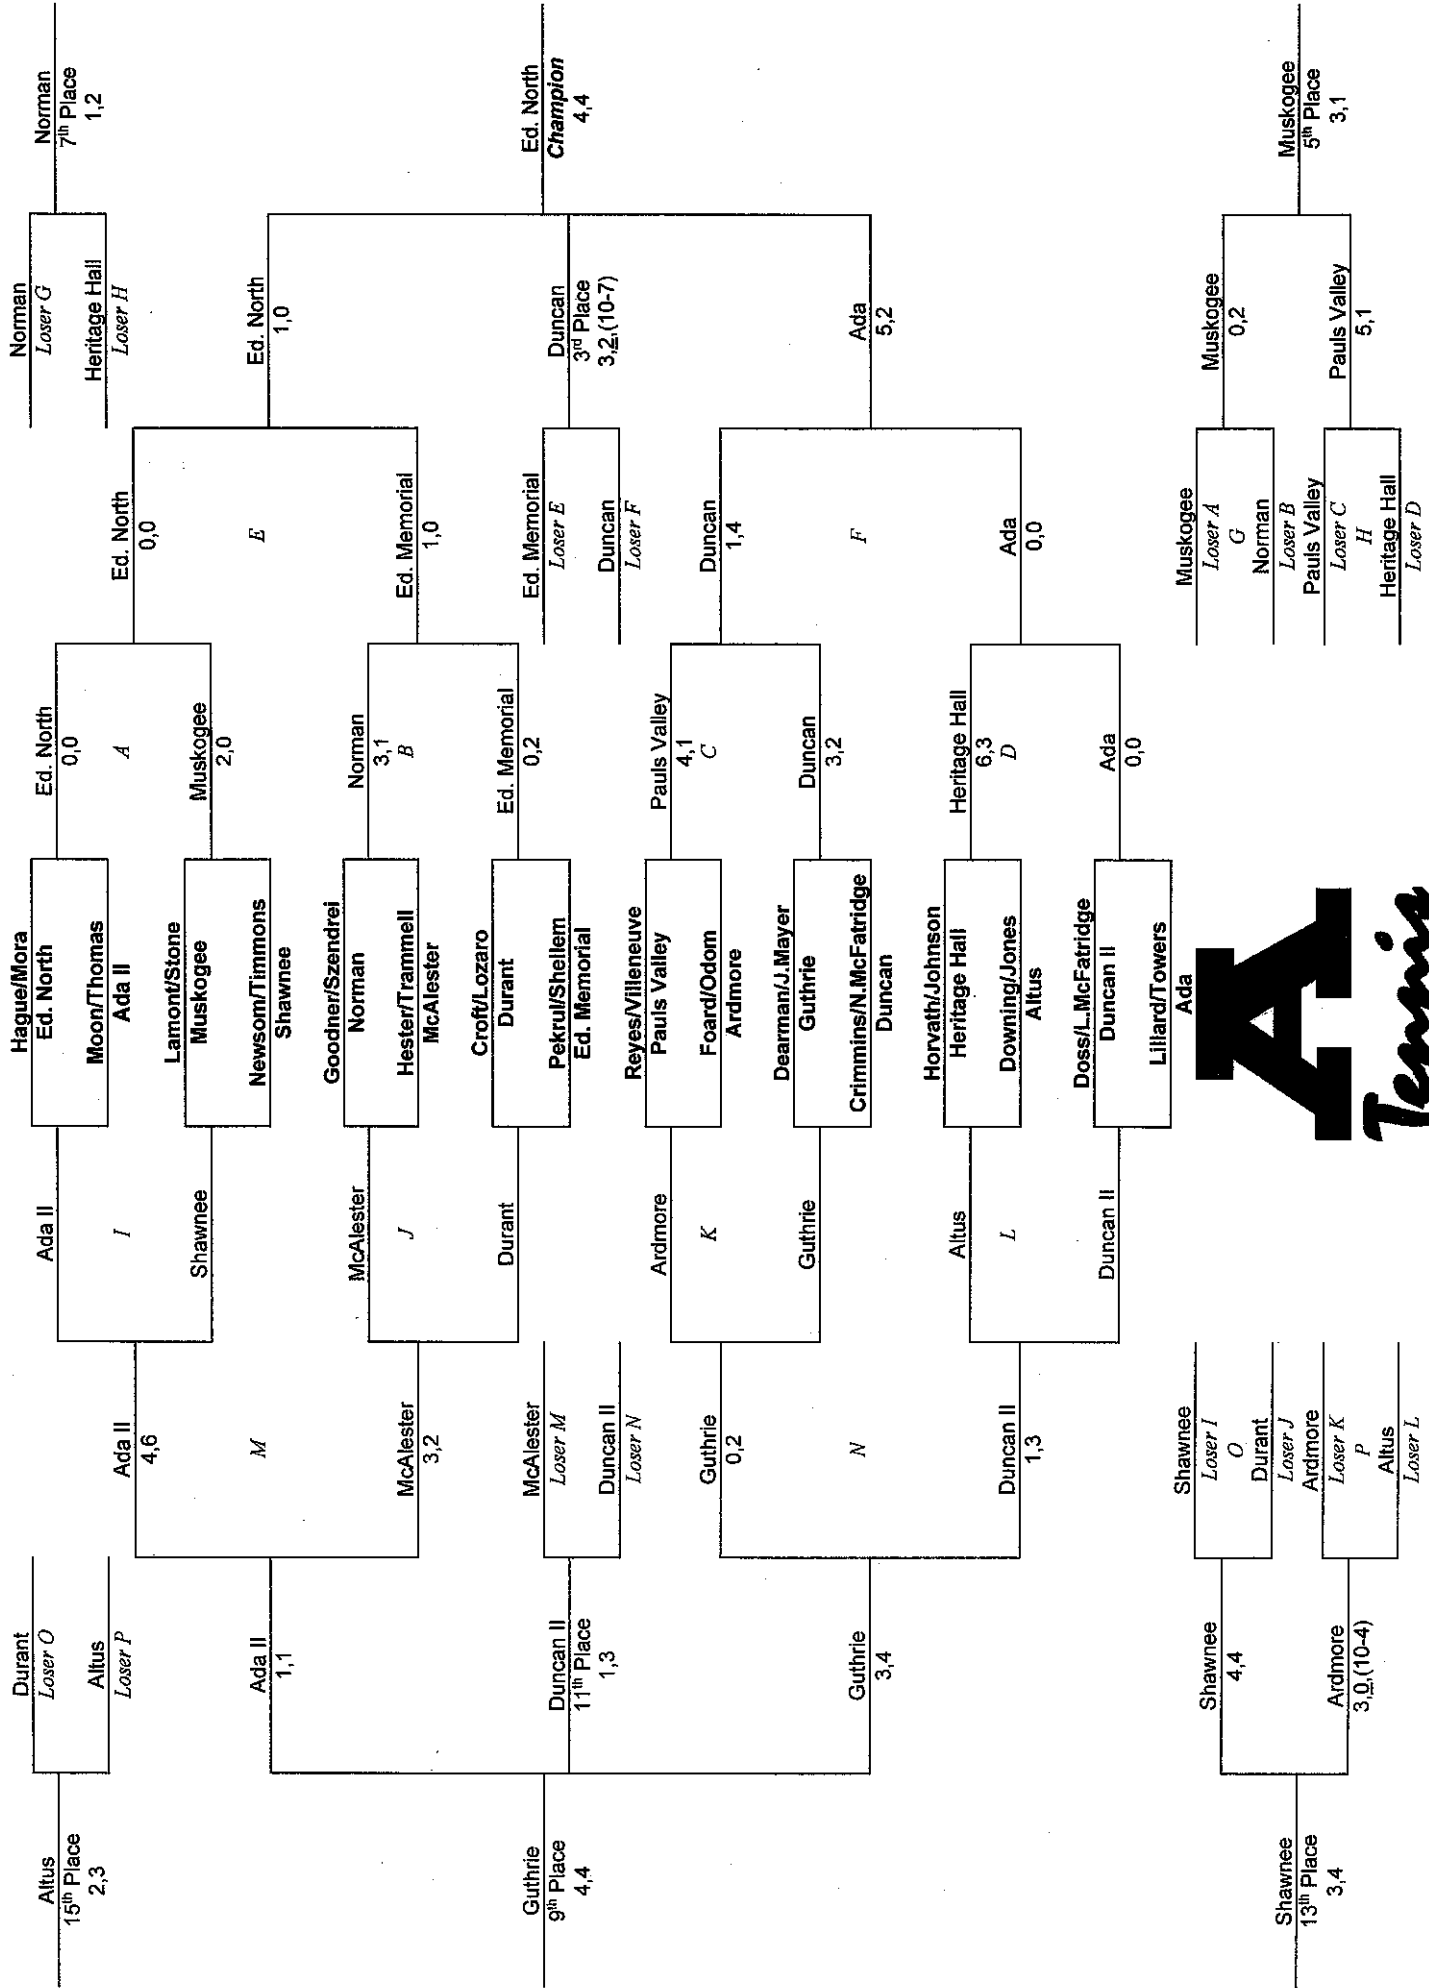 Hague/Mora
Ed. North
Moon/Thomas
Ada II
Lamont/Stone
Muskogee
Newsom/Timmons
Shawnee
Goodner/Szendrei
Norman
Hester/Trammell
McAlester
Croft/Lozaro
Durant
Pekrul/Shellem
Ed. Memorial
Reyes/Villeneuve
Pauls Valley
Foard/Odom
Ardmore
Dearman/J.Mayer
Guthrie
Crimmins/N.McFatridge
Duncan
Horvath/Johnson
Heritage Hall
Downing/Jones
Altus
Doss/L.McFatridge
Duncan II
Lillard/Towers
Ada
Ed. North
0,0
A
Muskogee
2,0
Norman
3,1
B
Ed. Memorial
0,2
Pauls Valley
4,1
C
Duncan
3,2
Heritage Hall
6,3
D
Ada
0,0
Ed. North
0,0
E
Ed. Memorial
1,0
Ed. Memorial
Loser E
Duncan
Loser F
Duncan
1,4
F
Ada
0,0
Muskogee
Loser A
G
Norman
Loser B
Pauls Valley
Loser C
H
Heritage Hall
Loser D
Norman
Loser G
Heritage Hall
Loser H
Ed. North
1,0
Duncan
3rd Place
3,2,(10-7)
Ada
5,2
Muskogee
0,2
Pauls Valley
5,1
Norman
7th Place
1,2
Ed. North
Champion
4,4
Muskogee
5th Place
3,1
Ada II
I
Shawnee
McAlester
J
Durant
Ardmore
K
Guthrie
Altus
L
Duncan II
Ada II
4,6
M
McAlester
3,2
McAlester
Loser M
Duncan II
Loser N
Guthrie
0,2
N
Duncan II
1,3
Shawnee
Loser I
O
Durant
Loser J
Ardmore
Loser K
P
Altus
Loser L
Durant
Loser O
Altus
Loser P
Ada II
1,1
Duncan II
11th Place
1,3
Guthrie
3,4
Shawnee
4,4
Ardmore
3,0,(10-4)
Altus
15th Place
2,3
Guthrie
9th Place
4,4
Shawnee
13th Place
3,4
A
Tennis